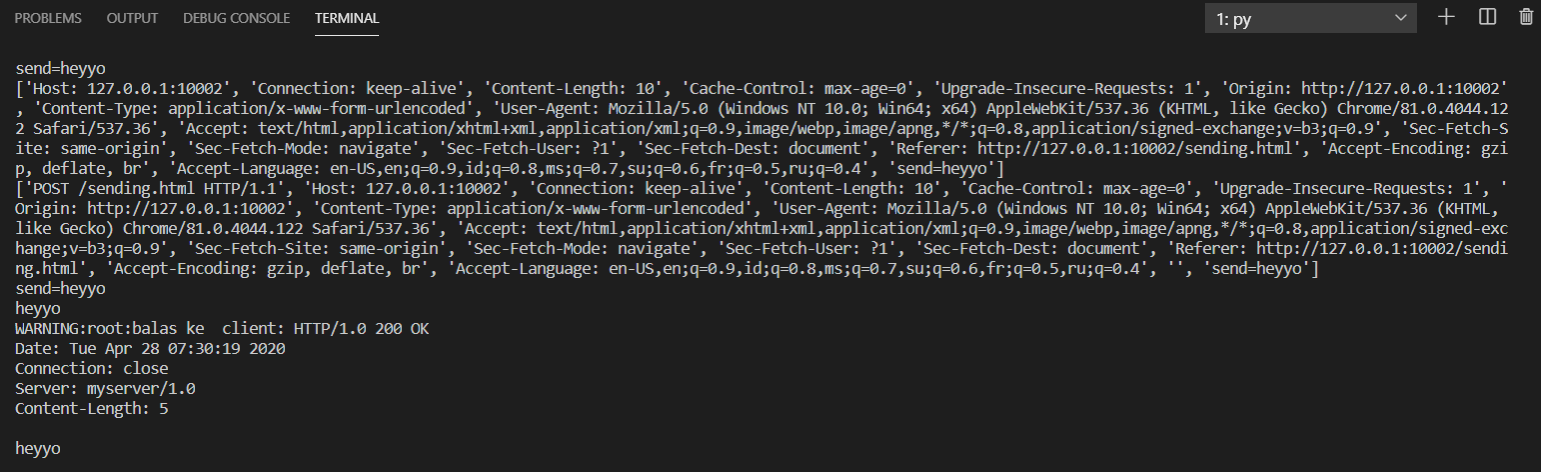 PROBLEMS OUTPUT DEBUG CONSOLE TERMINAL 1: py
send=heyyo
['Host: 127.0.0.1:10002', 'Connection: keep-alive', 'Content-Length: 10', 'Cache-Control: max-age=0', 'Upgrade-Insecure-Requests: 1', 'Origin: http://127.0.0.1:10002'
, 'Content-Type: application/x-www-form-urlencoded', 'User-Agent: Mozilla/5.0 (Windows NT 10.0; Win64; x64) AppleWebKit/537.36 (KHTML, like Gecko) Chrome/81.0.4044.12
2 Safari/537.36', 'Accept: text/html,application/xhtml+xml,application/xml;q=0.9,image/webp,image/apng,*/*;q=0.8,application/signed-exchange;v=b3;q=0.9', 'Sec-Fetch-S
ite: same-origin', 'Sec-Fetch-Mode: navigate', 'Sec-Fetch-User: ?1', 'Sec-Fetch-Dest: document', 'Referer: http://127.0.0.1:10002/sending.html', 'Accept-Encoding: gzi
p, deflate, br', 'Accept-Language: en-US,en;q=0.9,id;q=0.8,ms;q=0.7,su;q=0.6,fr;q=0.5,ru;q=0.4', 'send=heyyo']
['POST /sending.html HTTP/1.1', 'Host: 127.0.0.1:10002', 'Connection: keep-alive', 'Content-Length: 10', 'Cache-Control: max-age=0', 'Upgrade-Insecure-Requests: 1', '
Origin: http://127.0.0.1:10002', 'Content-Type: application/x-www-form-urlencoded', 'User-Agent: Mozilla/5.0 (Windows NT 10.0; Win64; x64) AppleWebKit/537.36 (KHTML, 
like Gecko) Chrome/81.0.4044.122 Safari/537.36', 'Accept: text/html,application/xhtml+xml,application/xml;q=0.9,image/webp,image/apng,*/*;q=0.8,application/signed-exc
hange;v=b3;q=0.9', 'Sec-Fetch-Site: same-origin', 'Sec-Fetch-Mode: navigate', 'Sec-Fetch-User: ?1', 'Sec-Fetch-Dest: document', 'Referer: http://127.0.0.1:10002/sendi
ng.html', 'Accept-Encoding: gzip, deflate, br', 'Accept-Language: en-US,en;q=0.9,id;q=0.8,ms;q=0.7,su;q=0.6,fr;q=0.5,ru;q=0.4', '', 'send=heyyo']
send=heyyo
heyyo
WARNING:root:balas ke  client: HTTP/1.0 200 OK
Date: Tue Apr 28 07:30:19 2020
Connection: close
Server: myserver/1.0
Content-Length: 5
heyyo